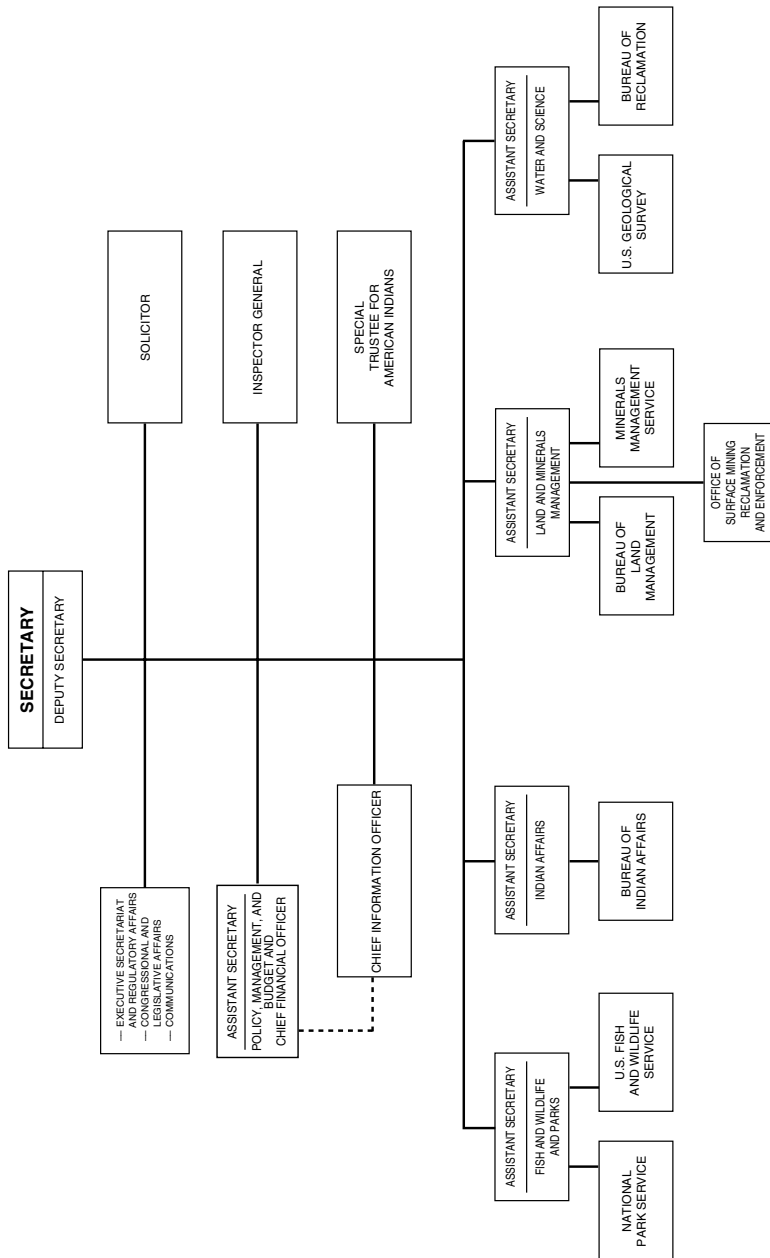 SECRETARY
DEPUTY SECRETARY
— EXECUTIVE SECRETARIAT
AND REGULATORY AFFAIRS
— CONGRESSIONAL AND
LEGISLATIVE AFFAIRS
— COMMUNICATIONS
SOLICITOR
ASSISTANT SECRETARY
POLICY, MANAGEMENT, AND
BUDGET AND
CHIEF FINANCIAL OFFICER
INSPECTOR GENERAL
CHIEF INFORMATION OFFICER
SPECIAL
TRUSTEE FOR
AMERICAN INDIANS
ASSISTANT SECRETARY
FISH AND WILDLIFE
AND PARKS
ASSISTANT SECRETARY
INDIAN AFFAIRS
ASSISTANT SECRETARY
LAND AND MINERALS
MANAGEMENT
ASSISTANT SECRETARY
WATER AND SCIENCE
NATIONAL
PARK SERVICE
U.S. FISH
AND WILDLIFE
SERVICE
BUREAU OF
INDIAN AFFAIRS
BUREAU OF
LAND
MANAGEMENT
MINERALS
MANAGEMENT
SERVICE
U.S. GEOLOGICAL
SURVEY
BUREAU OF
RECLAMATION
OFFICE OF
SURFACE MINING
RECLAMATION
AND ENFORCEMENT